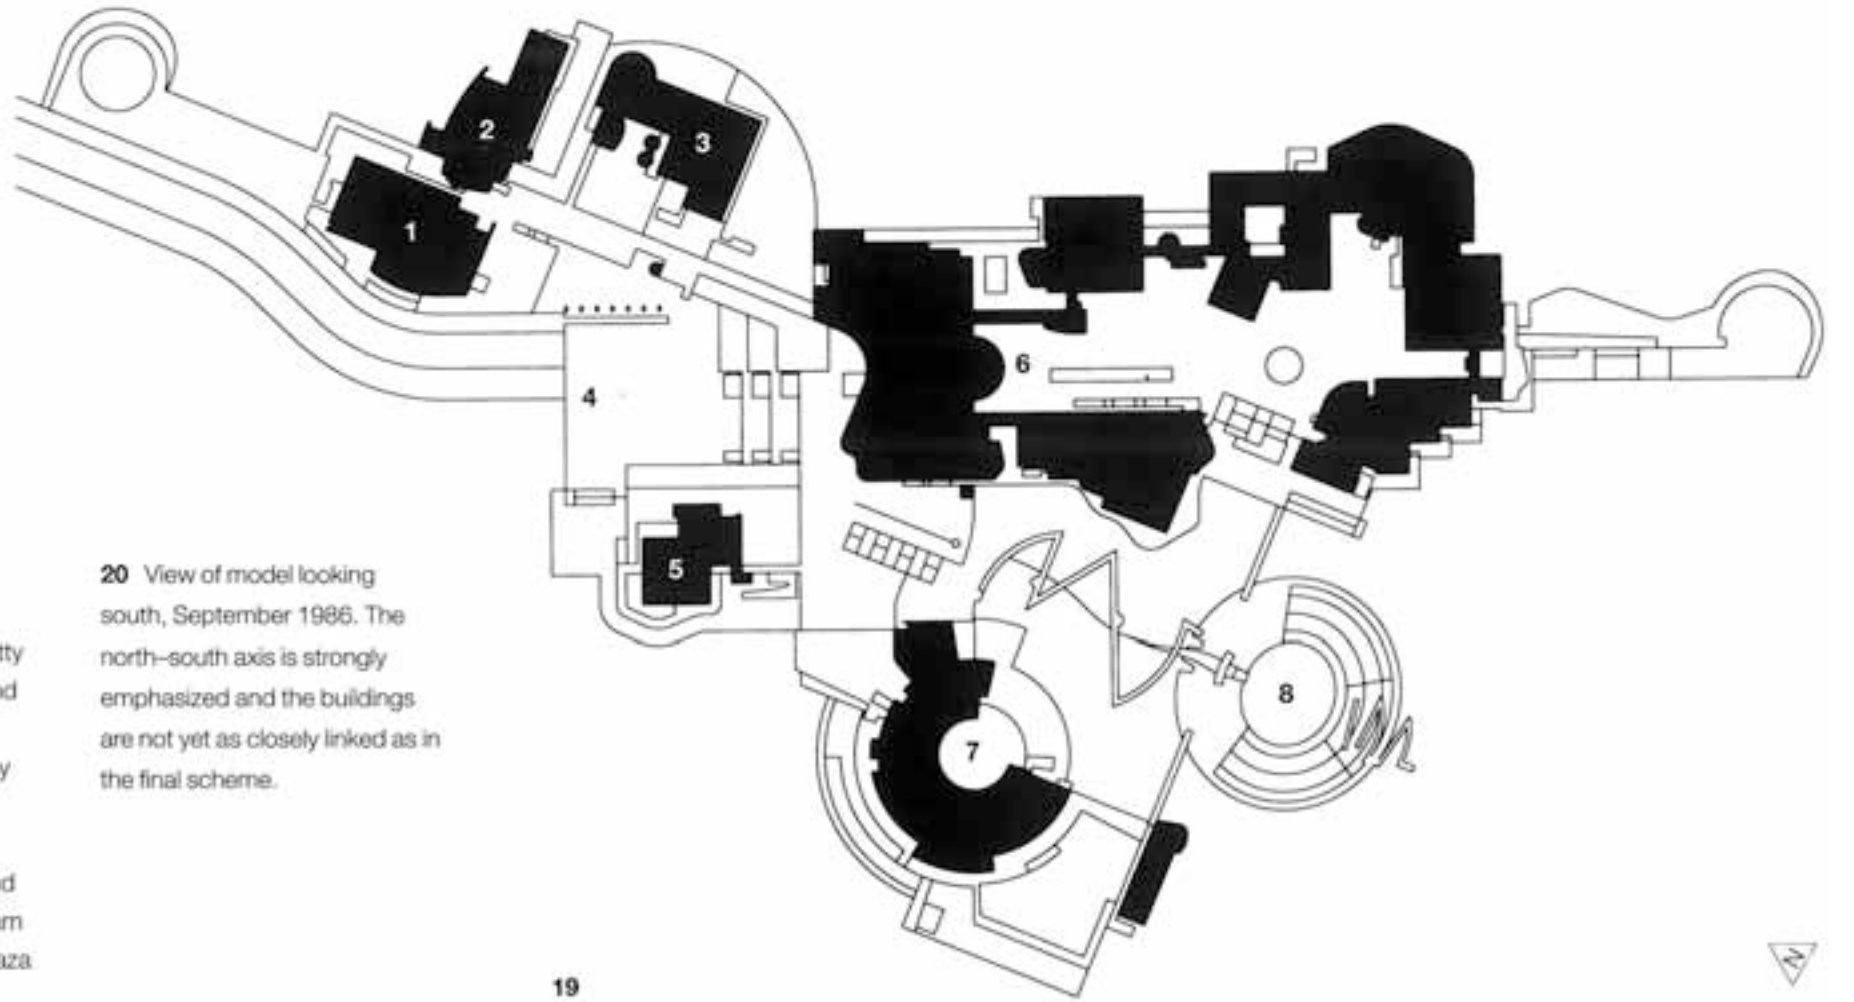 2
3
1
6
4
5
8
7
20 View of model looking
south, September 1986. The
north–south axis is strongly
emphasized and the buildings
are not yet as closely linked as in
the final scheme.
tty
y
19
N